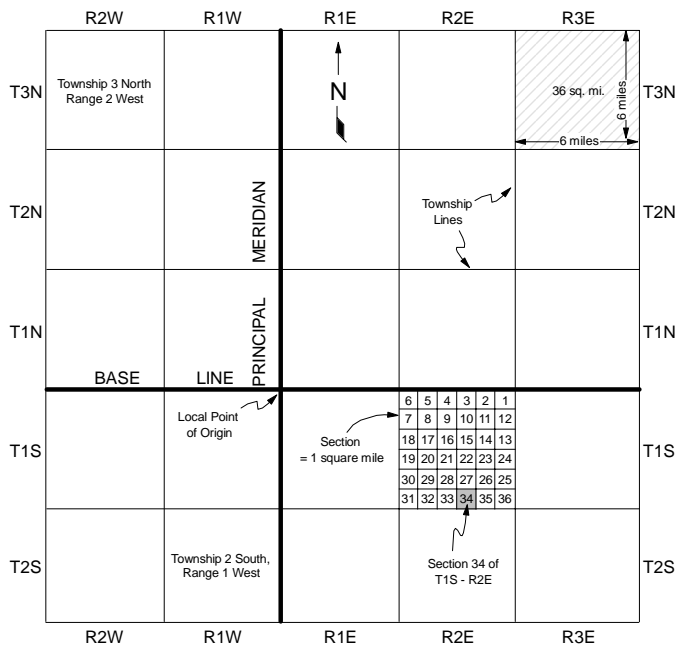 R2W R1W R1E R2E R3E
T3N
Township 3 North
Range 2 West
N
36 sq. mi.
6 miles
6 miles
T3N
T2N
MERIDIAN
Township
Lines
T2N
T1N
PRINCIPAL
T1N
BASE LINE
Local Point
of Origin
Section
= 1 square mile
6 5 4 3 2 1
7 8 9 10 11 12
18 17 16 15 14 13
19 20 21 22 23 24
30 29 28 27 26 25
31 32 33 34 35 36
T1S
T1S
T2S
Township 2 South,
Range 1 West
Section 34 of
T1S - R2E
T2S
R2W R1W R1E R2E R3E